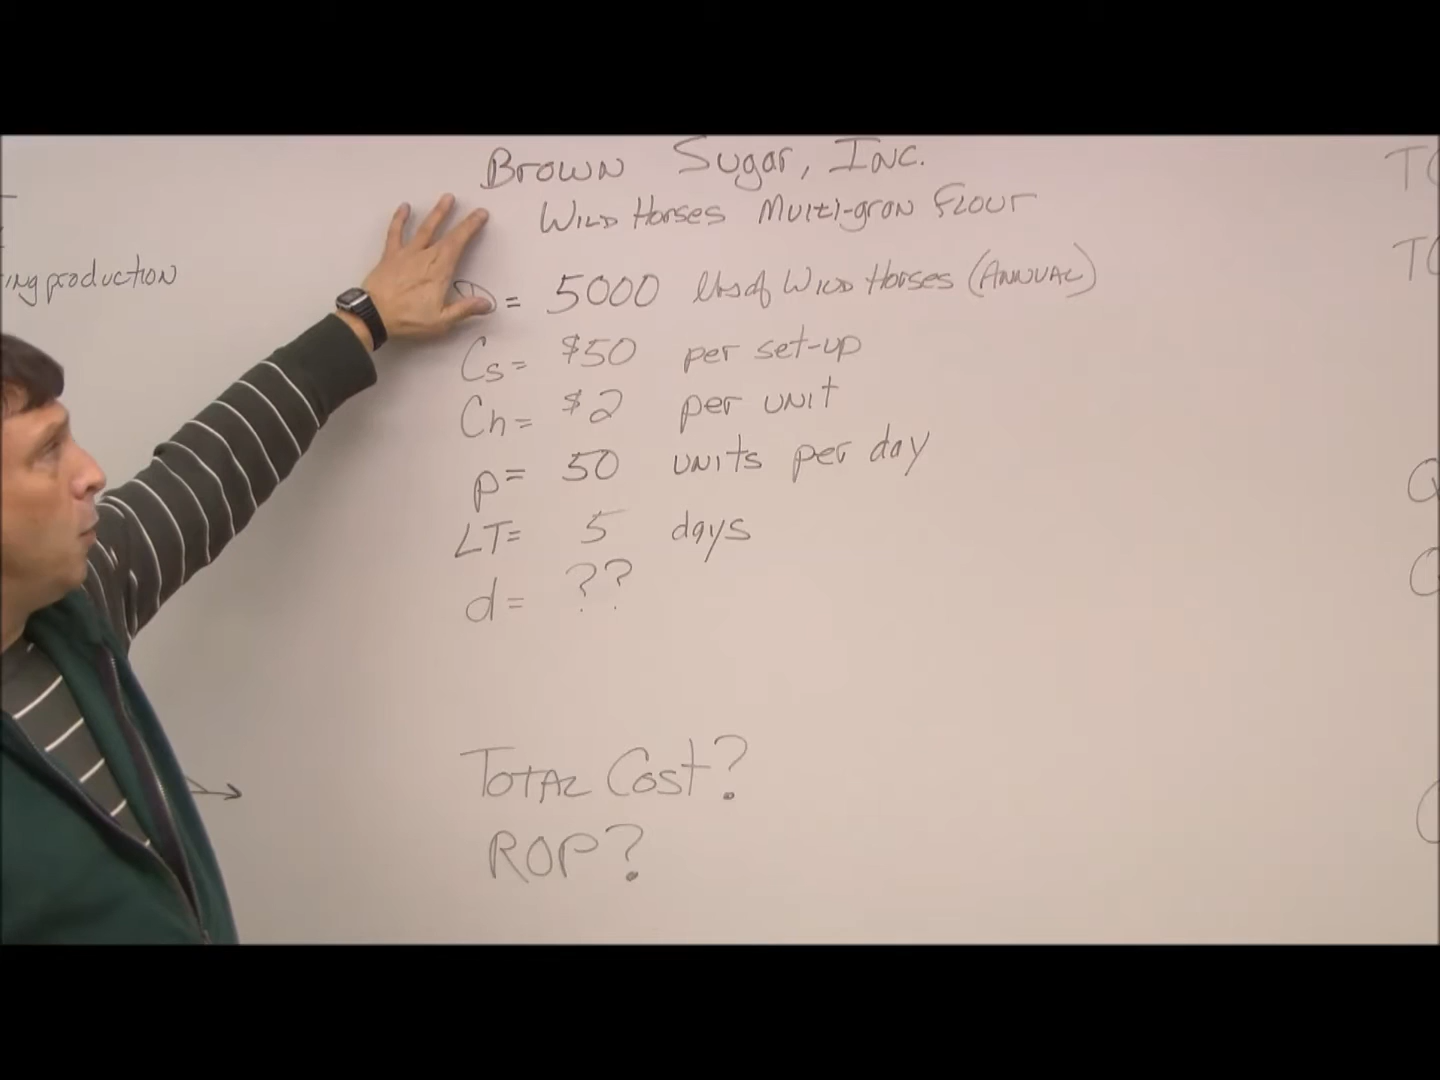 Brown Sugar, Inc.
Wild Horses Multi-gran Flour
ing production
D = 5000 lbs of Wild Horses (Annual)
Cs = $50 per set-up
Ch = $2 per unit
p = 50 units per day
LT = 5 days
d = ??
Total Cost?
ROP?